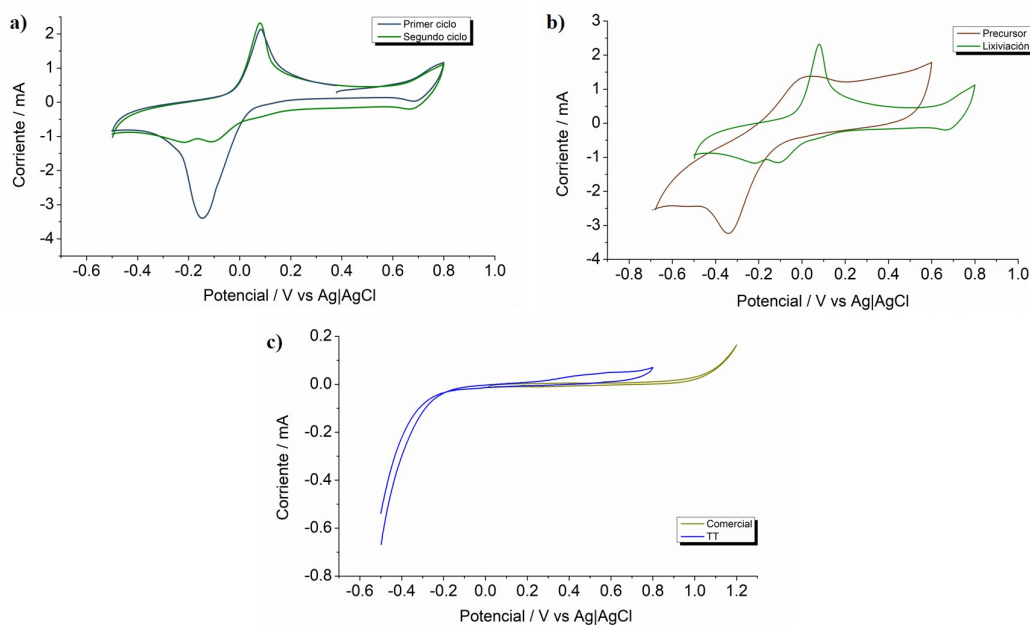 a)
Primer ciclo
Segundo ciclo
Corriente / mA
3
2
1
0
-1
-2
-3
-4
-0.6 -0.4 -0.2 0.0 0.2 0.4 0.6 0.8 1.0
Potencial / V vs Ag|AgCl
b)
Precursor
Lixiviación
Corriente / mA
3
2
1
0
-1
-2
-3
-4
-0.8 -0.6 -0.4 -0.2 0.0 0.2 0.4 0.6 0.8 1.0
Potencial / V vs Ag|AgCl
c)
Corriente / mA
0.2
0.0
-0.2
-0.4
-0.6
-0.8
Comercial
TT
-0.6 -0.4 -0.2 0.0 0.2 0.4 0.6 0.8 1.0 1.2
Potencial / V vs Ag|AgCl